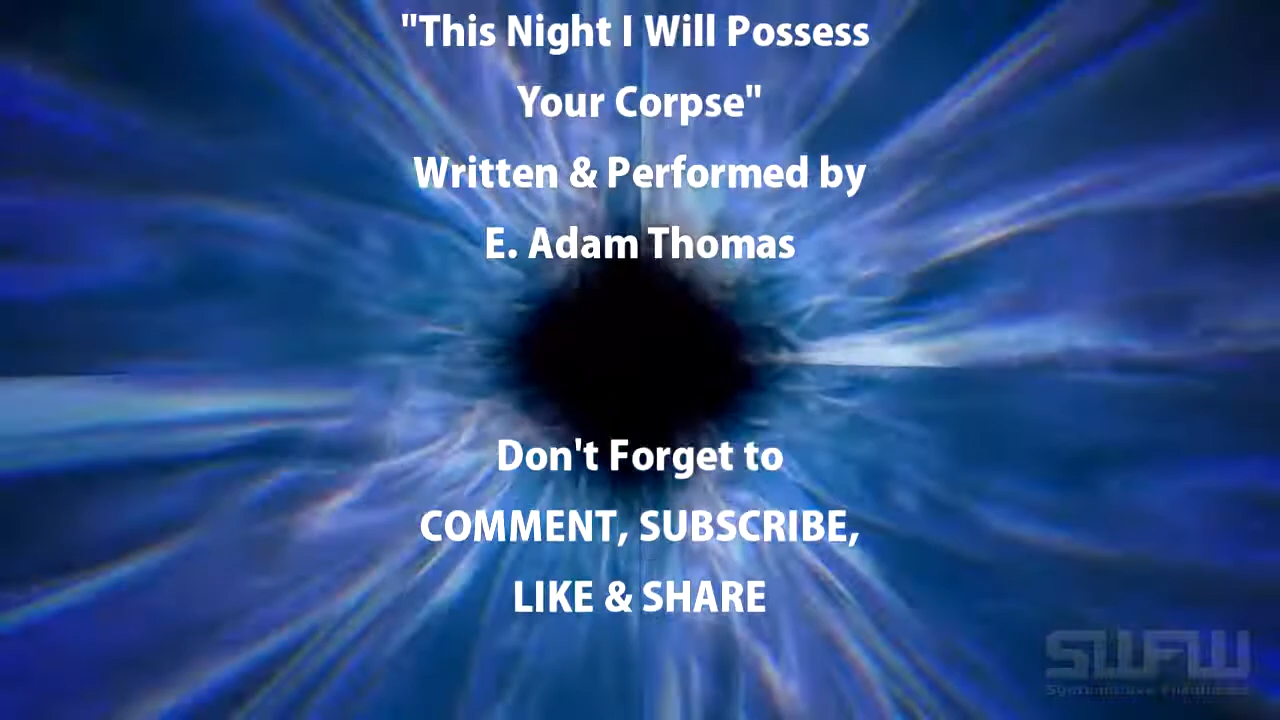 "This Night I Will Possess
Your Corpse"
Written & Performed by
E. Adam Thomas
Don't Forget to
COMMENT, SUBSCRIBE,
LIKE & SHARE
SWFW